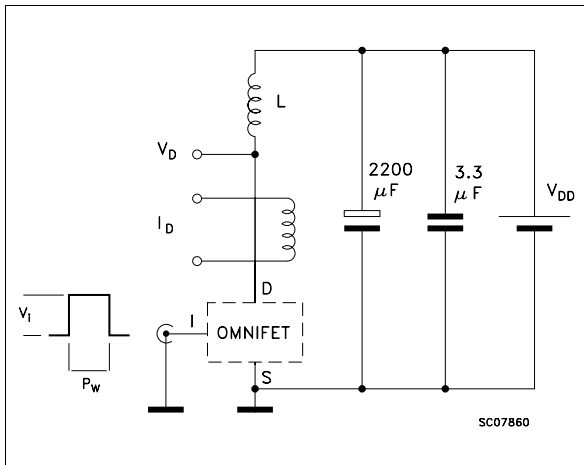 L
V_D
2200
μF
3.3
μF
V_DD
I_D
D
V_i
I
OMNIFET
P_W
S
SC07860